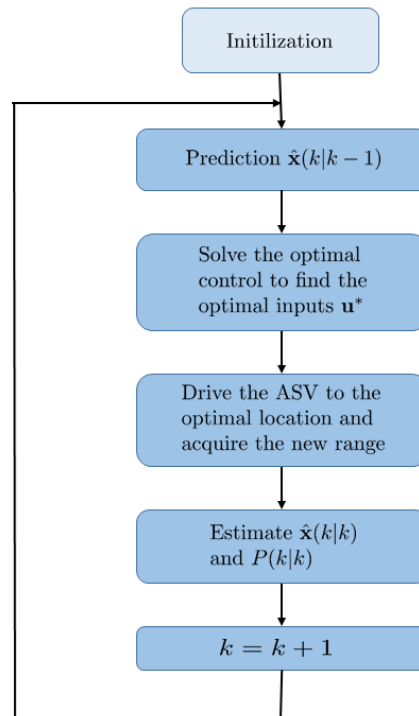 Initilization
Prediction x̂(k|k − 1)
Solve the optimal
control to find the
optimal inputs u*
Drive the ASV to the
optimal location and
acquire the new range
Estimate x̂(k|k)
and P(k|k)
k = k + 1